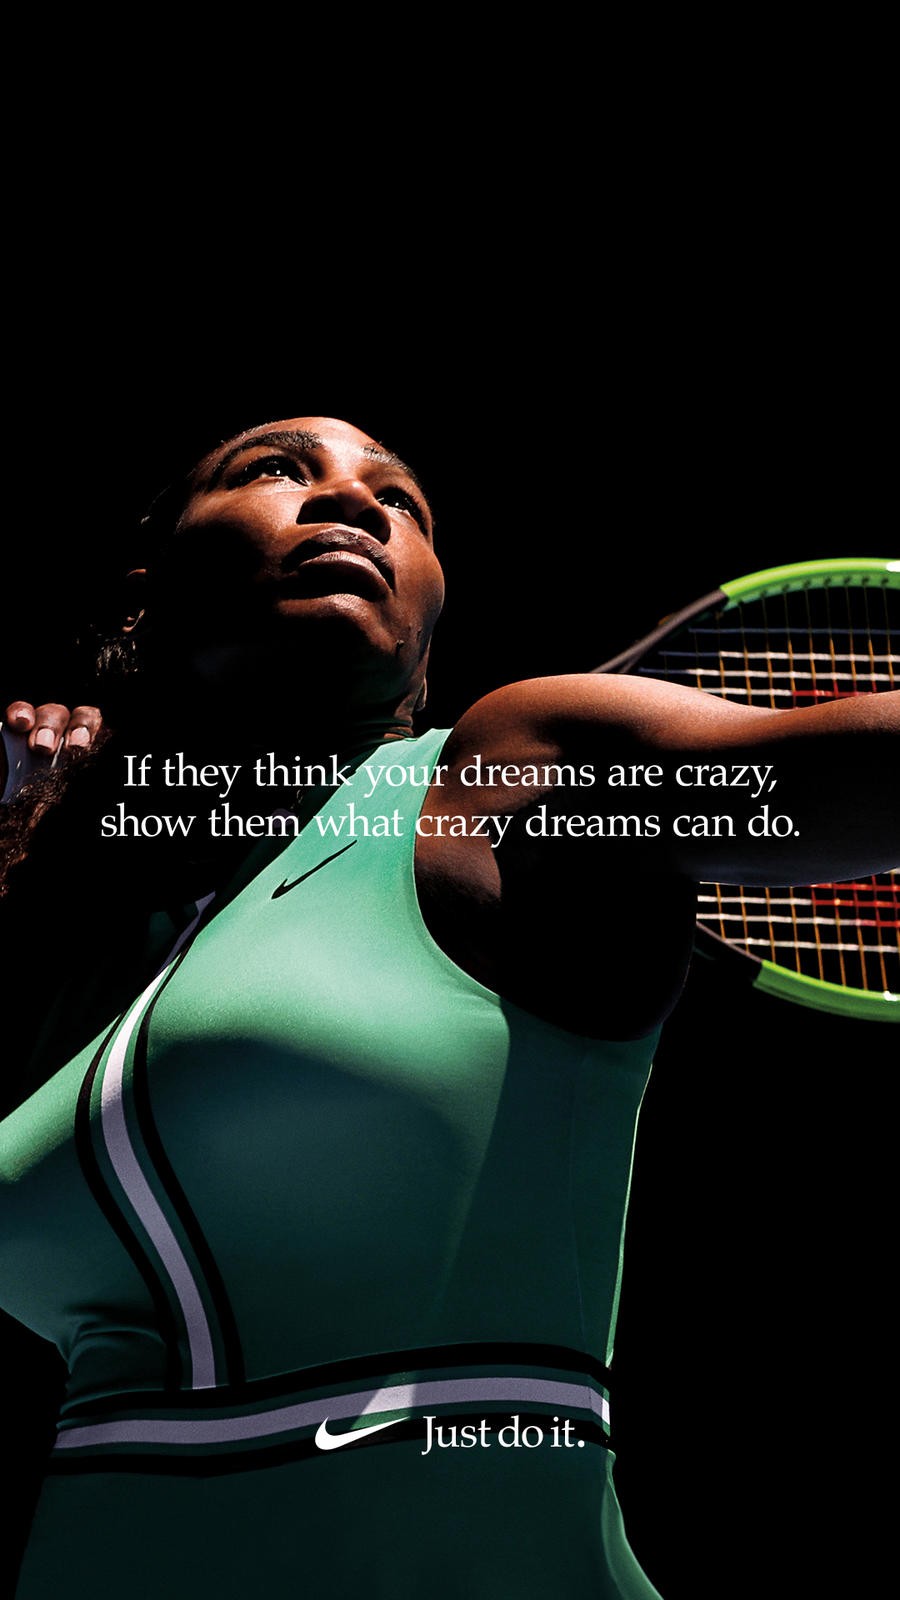 If they think your dreams are crazy,
show them what crazy dreams can do.
Just do it.